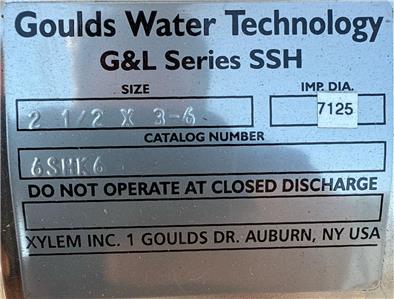 Goulds Water Technology
G&L Series SSH
SIZE IMP. DIA.
2 1/2 X 3-6 7125
CATALOG NUMBER
6SHK6
DO NOT OPERATE AT CLOSED DISCHARGE
XYLEM INC. 1 GOULDS DR. AUBURN, NY USA